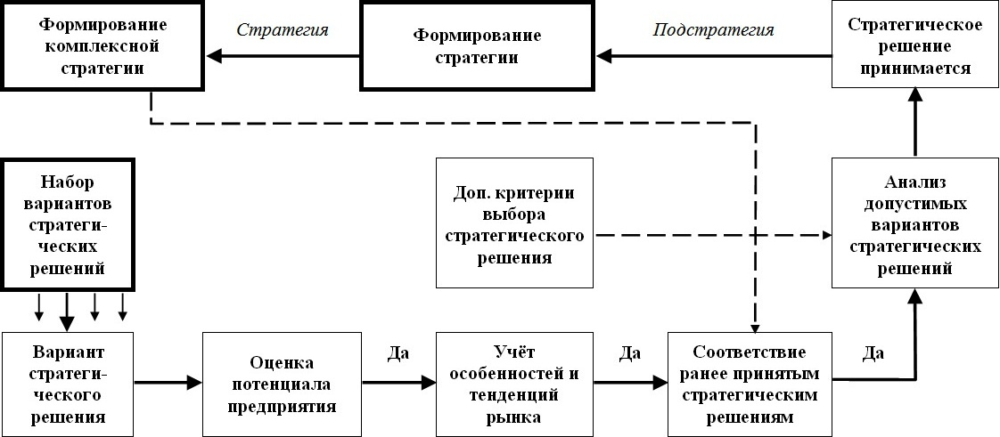 Формирование
комплексной
стратегии
Стратегия
Формирование
стратегии
Подстратегия
Стратегическое
решение
принимается
Набор
вариантов
стратеги-
ческих
решений
Доп. критерии
выбора
стратегического
решения
Анализ
допустимых
вариантов
стратегических
решений
Вариант
стратеги-
ческого
решения
Оценка
потенциала
предприятия
Да
Учёт
особенностей и
тенденций
рынка
Да
Соответствие
ранее принятым
стратегическим
решениям
Да